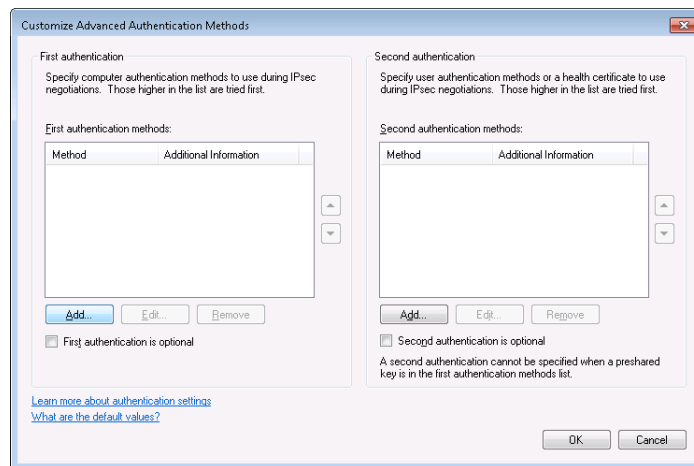 Customize Advanced Authentication Methods
First authentication
Specify computer authentication methods to use during IPsec
negotiations. Those higher in the list are tried first.
First authentication methods:
Method Additional Information
Add... Edit... Remove
First authentication is optional
Second authentication
Specify user authentication methods or a health certificate to use
during IPsec negotiations. Those higher in the list are tried first.
Second authentication methods:
Method Additional Information
Add... Edit... Remove
Second authentication is optional
A second authentication cannot be specified when a preshared
key is in the first authentication methods list.
Learn more about authentication settings
What are the default values?
OK Cancel